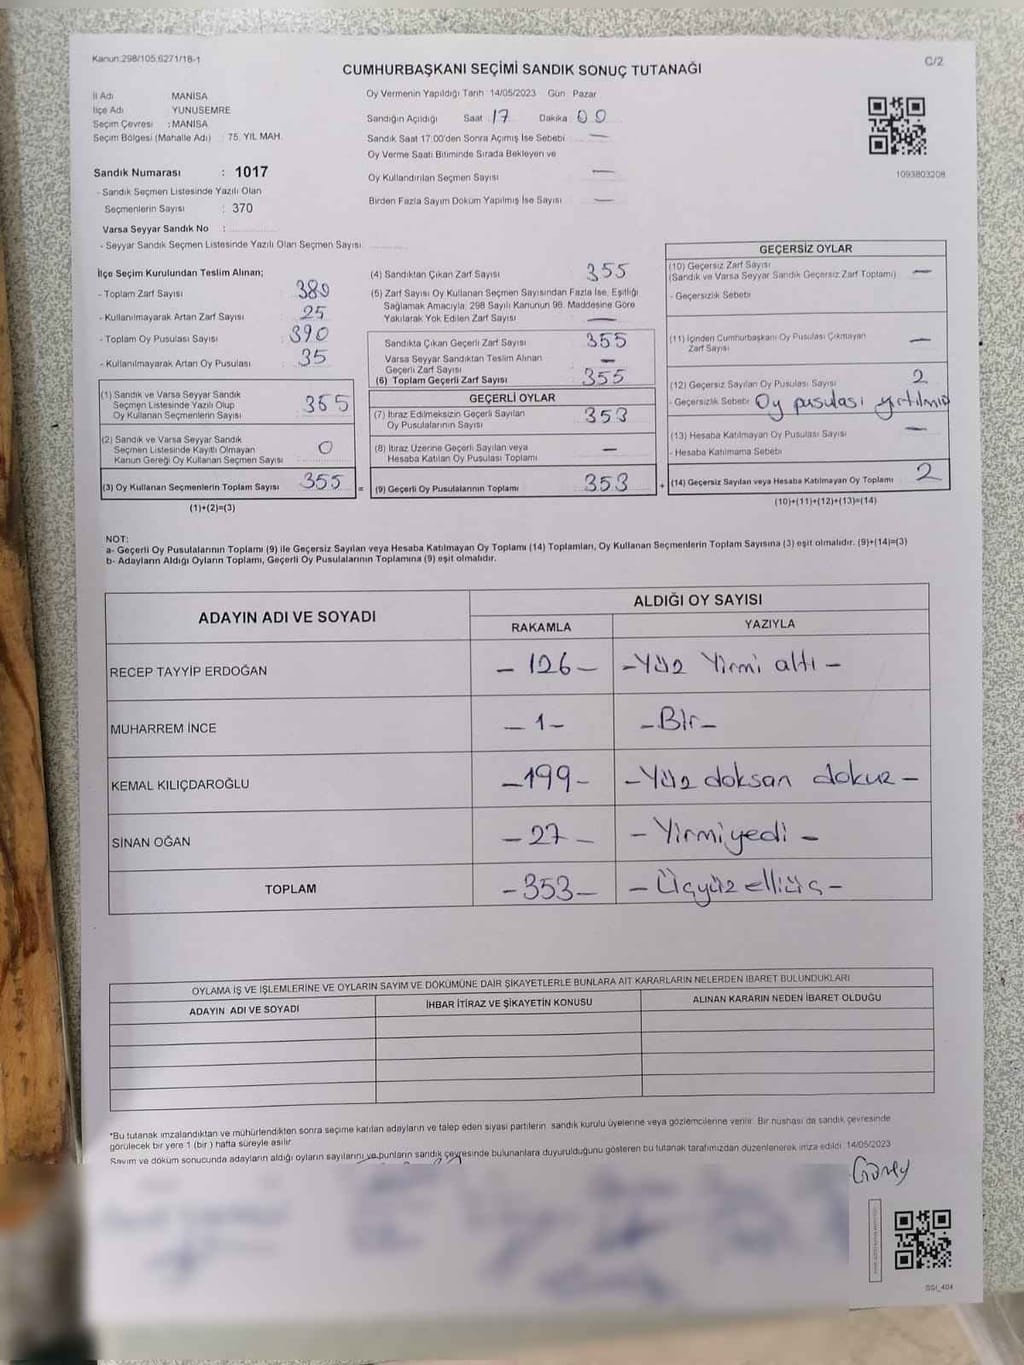 Kanun:298/105,6271/18-1
C/2
CUMHURBAŞKANI SEÇİMİ SANDIK SONUÇ TUTANAĞI
İl Adı MANİSA
İlçe Adı YUNUSEMRE
Seçim Çevresi : MANİSA
Seçim Bölgesi (Mahalle Adı) : 75. YIL MAH.
Sandık Numarası : 1017
- Sandık Seçmen Listesinde Yazılı Olan
Seçmenlerin Sayısı : 370
Varsa Seyyar Sandık No :
- Seyyar Sandık Seçmen Listesinde Yazılı Olan Seçmen Sayısı
Oy Vermenin Yapıldığı Tarih 14/05/2023 Gün Pazar
Sandığın Açıldığı Saat 17 Dakika 00
Sandık Saat 17.00'den Sonra Açımış İse Sebebi —
Oy Verme Saati Bitiminde Sırada Bekleyen ve
Oy Kullandırılan Seçmen Sayısı —
Birden Fazla Sayım Döküm Yapılmış İse Sayısı —
1093803208
İlçe Seçim Kurulundan Teslim Alınan;
- Toplam Zarf Sayısı 380
- Kullanılmayarak Artan Zarf Sayısı 25
- Toplam Oy Pusulası Sayısı : 390
- Kullanılmayarak Artan Oy Pusulası : 35
(1) Sandık ve Varsa Seyyar Sandık
Seçmen Listesinde Yazılı Olup
Oy Kullanan Seçmenlerin Sayısı 355
(2) Sandık ve Varsa Seyyar Sandık
Seçmen Listesinde Kayıtlı Olmayan
Kanun Gereği Oy Kullanan Seçmen Sayısı 0
(3) Oy Kullanan Seçmenlerin Toplam Sayısı 355 =
(1)+(2)=(3)
(4) Sandıktan Çıkan Zarf Sayısı 355
(5) Zarf Sayısı Oy Kullanan Seçmen Sayısından Fazla İse, Eşitliği
Sağlamak Amacıyla; 298 Sayılı Kanunun 98. Maddesine Göre
Yakılarak Yok Edilen Zarf Sayısı —
Sandıkta Çıkan Geçerli Zarf Sayısı 355
Varsa Seyyar Sandıktan Teslim Alınan
Geçerli Zarf Sayısı —
(6) Toplam Geçerli Zarf Sayısı 355
GEÇERLİ OYLAR
(7) İtiraz Edilmeksizin Geçerli Sayılan
Oy Pusulalarının Sayısı 353
(8) İtiraz Üzerine Geçerli Sayılan veya
Hesaba Katılan Oy Pusulası Toplamı —
(9) Geçerli Oy Pusulalarının Toplamı 353 +
GEÇERSİZ OYLAR
(10) Geçersiz Zarf Sayısı
(Sandık ve Varsa Seyyar Sandık Geçersiz Zarf Toplamı) —
- Geçersizlik Sebebi
(11) İçinden Cumhurbaşkanı Oy Pusulası Çıkmayan
Zarf Sayısı —
(12) Geçersiz Sayılan Oy Pusulası Sayısı 2
- Geçersizlik Sebebi Oy pusulası yırtılmış
(13) Hesaba Katılmayan Oy Pusulası Sayısı —
- Hesaba Katılmama Sebebi
(14) Geçersiz Sayılan veya Hesaba Katılmayan Oy Toplamı 2
(10)+(11)+(12)+(13)=(14)
NOT:
a- Geçerli Oy Pusulalarının Toplamı (9) ile Geçersiz Sayılan veya Hesaba Katılmayan Oy Toplamı (14) Toplamları, Oy Kullanan Seçmenlerin Toplam Sayısına (3) eşit olmalıdır. (9)+(14)=(3)
b- Adayların Aldığı Oyların Toplamı, Geçerli Oy Pusulalarının Toplamına (9) eşit olmalıdır.
ADAYIN ADI VE SOYADI
ALDIĞI OY SAYISI
RAKAMLA YAZIYLA
RECEP TAYYİP ERDOĞAN – 126 – – Yüz Yirmi altı –
MUHARREM İNCE – 1 – – Bir –
KEMAL KILIÇDAROĞLU – 199 – – Yüz doksan dokuz –
SİNAN OĞAN – 27 – – Yirmiyedi –
TOPLAM – 353 – – Üçyüz elliüç –
OYLAMA İŞ VE İŞLEMLERİNE VE OYLARIN SAYIM VE DÖKÜMÜNE DAİR ŞİKAYETLERLE BUNLARA AİT KARARLARIN NELERDEN İBARET BULUNDUKLARI
ADAYIN ADI VE SOYADI İHBAR İTİRAZ VE ŞİKAYETİN KONUSU ALINAN KARARIN NEDEN İBARET OLDUĞU
*Bu tutanak imzalandıktan ve mühürlendikten sonra seçime katılan adayların ve talep eden siyasi partilerin sandık kurulu üyelerine veya gözlemcilerine verilir. Bir nushası da sandık çevresinde
görülecek bir yere 1 (bir ) hafta süreyle asılır.
Sayım ve döküm sonucunda adayların aldığı oyların sayılarını ve bunların sandık çevresinde bulunanlara duyurulduğunu gösteren bu tutanak tarafımızdan düzenlenerek imza edildi. 14/05/2023
SSI_404